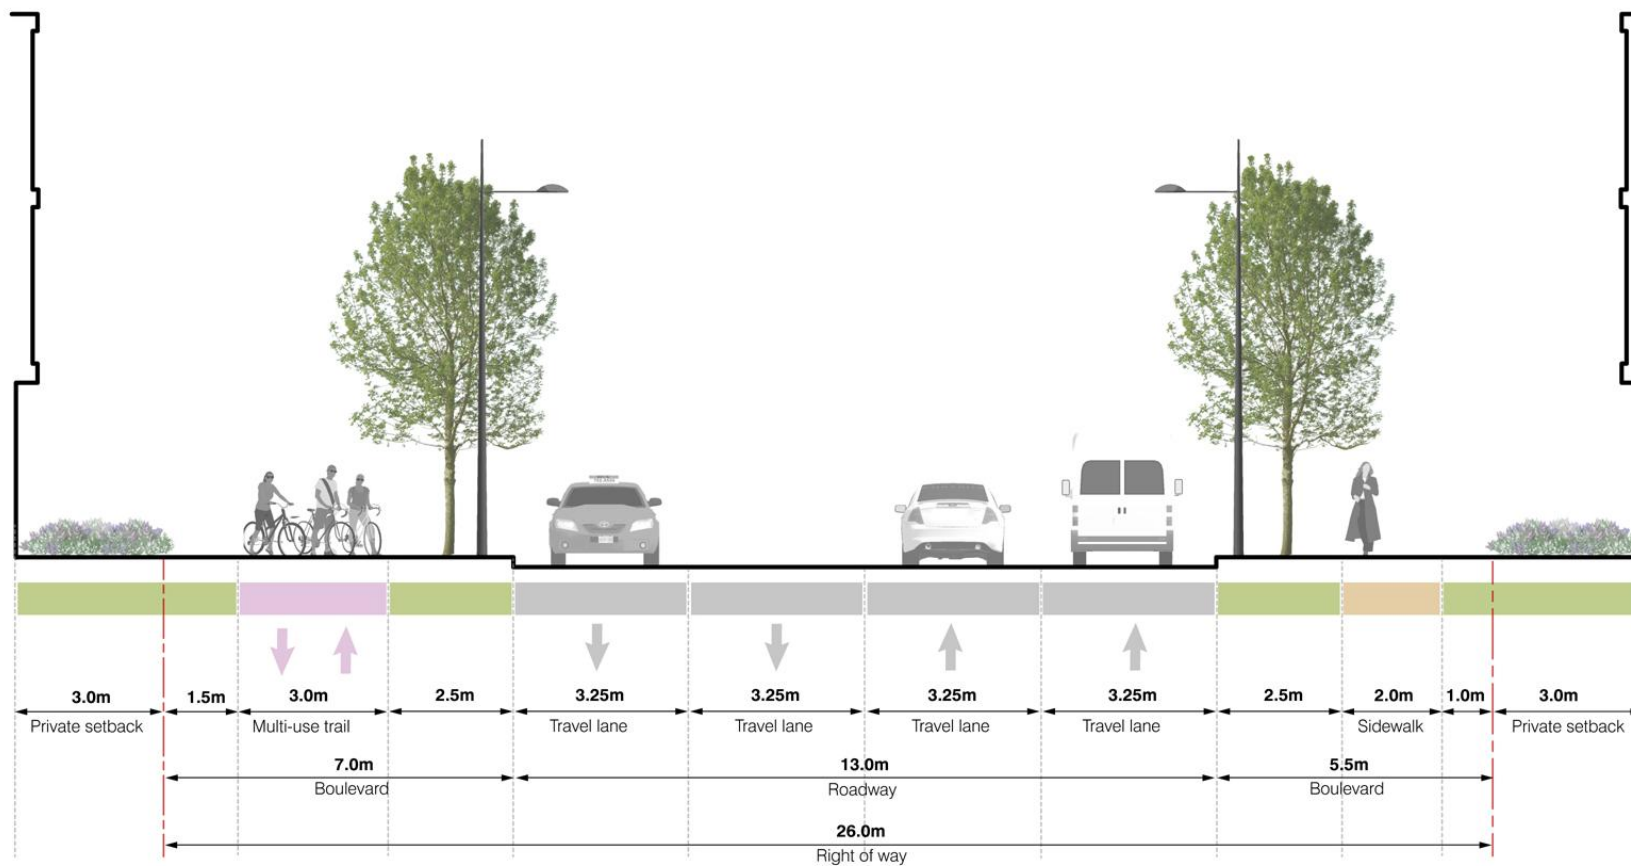 3.0m 1.5m 3.0m 2.5m 3.25m 3.25m 3.25m 3.25m 2.5m 2.0m 1.0m 3.0m
Private setback Multi-use trail Travel lane Travel lane Travel lane Travel lane Sidewalk Private setback
7.0m 13.0m 5.5m
Boulevard Roadway Boulevard
26.0m
Right of way